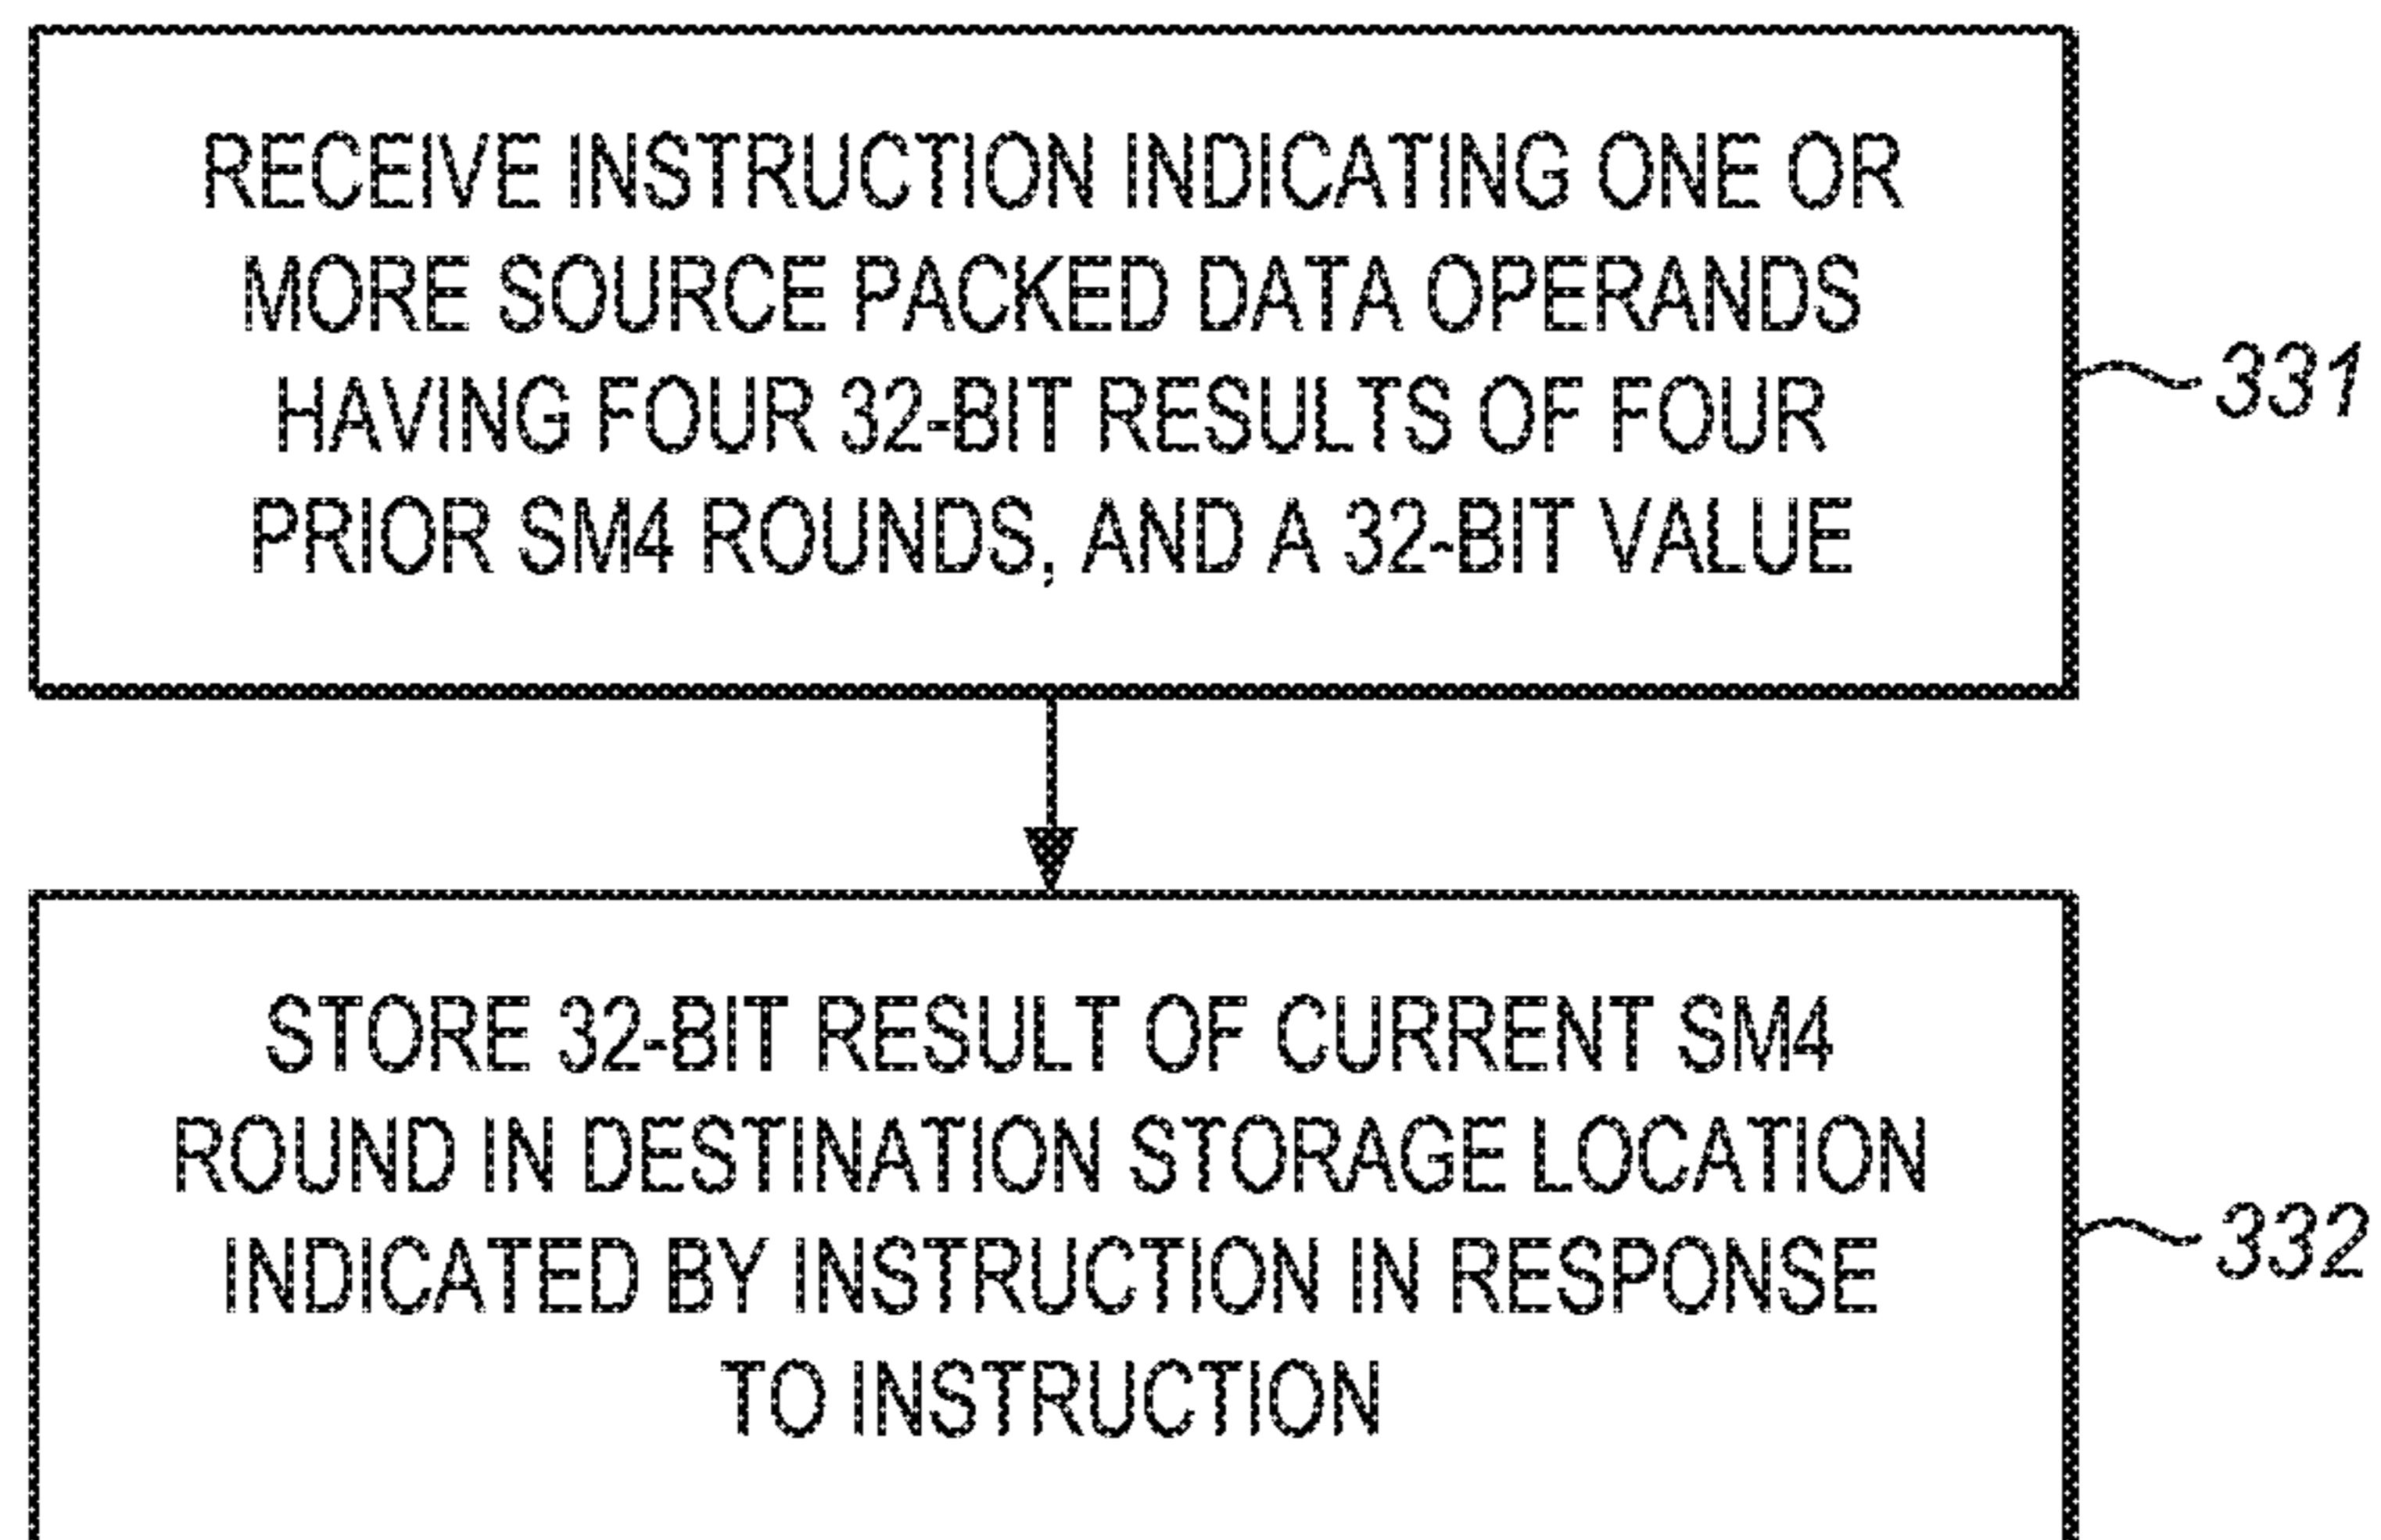 RECEIVE INSTRUCTION INDICATING ONE OR
MORE SOURCE PACKED DATA OPERANDS
HAVING FOUR 32-BIT RESULTS OF FOUR
PRIOR SM4 ROUNDS, AND A 32-BIT VALUE
331
STORE 32-BIT RESULT OF CURRENT SM4
ROUND IN DESTINATION STORAGE LOCATION
INDICATED BY INSTRUCTION IN RESPONSE
TO INSTRUCTION
332